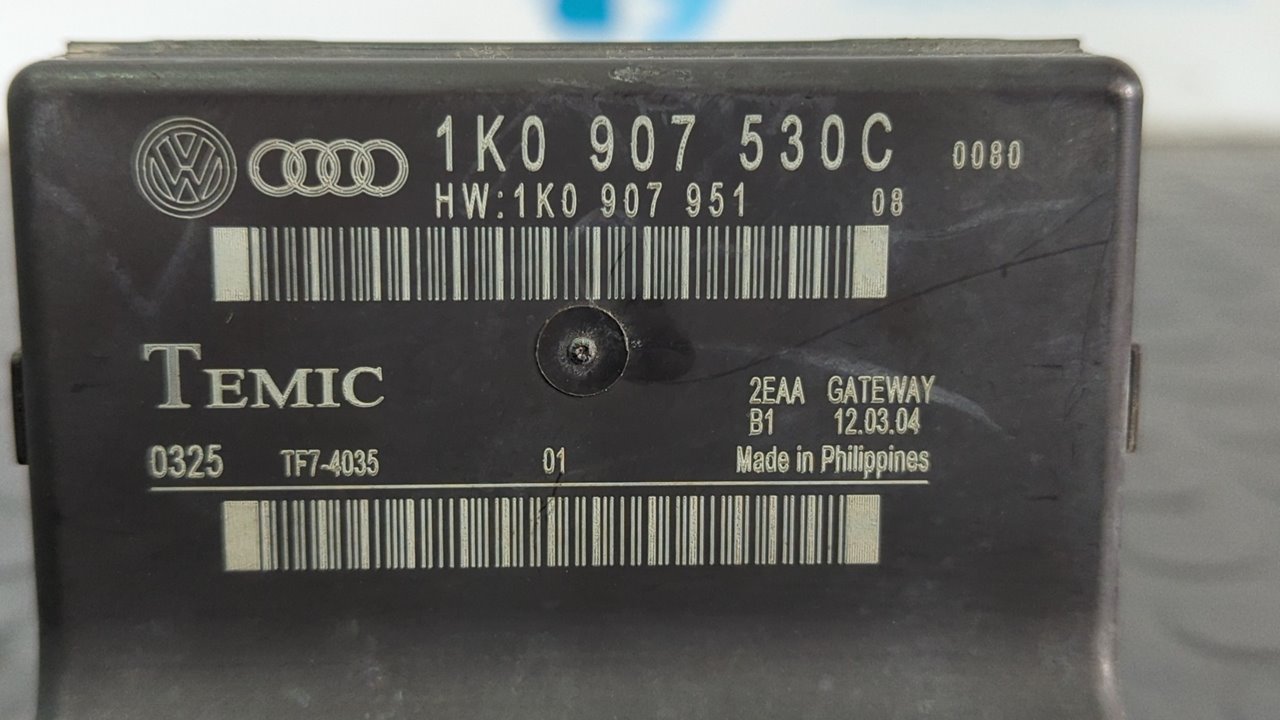 1K0 907 530C 0080
HW:1K0 907 951 08
TEMIC
2EAA GATEWAY
B1 12.03.04
0325 TF7-4035 01 Made in Philippines